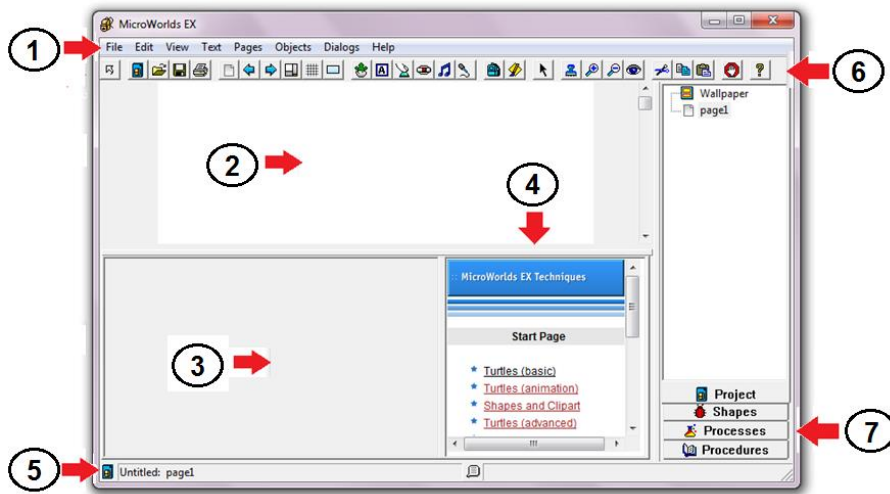 MicroWorlds EX
1
File Edit View Text Pages Objects Dialogs Help
6
Wallpaper
page1
2
4
MicroWorlds EX Techniques
Start Page
3
Turtles (basic)
Turtles (animation)
Shapes and Clipart
Turtles (advanced)
Project
Shapes
Processes
7
Procedures
5
Untitled: page1